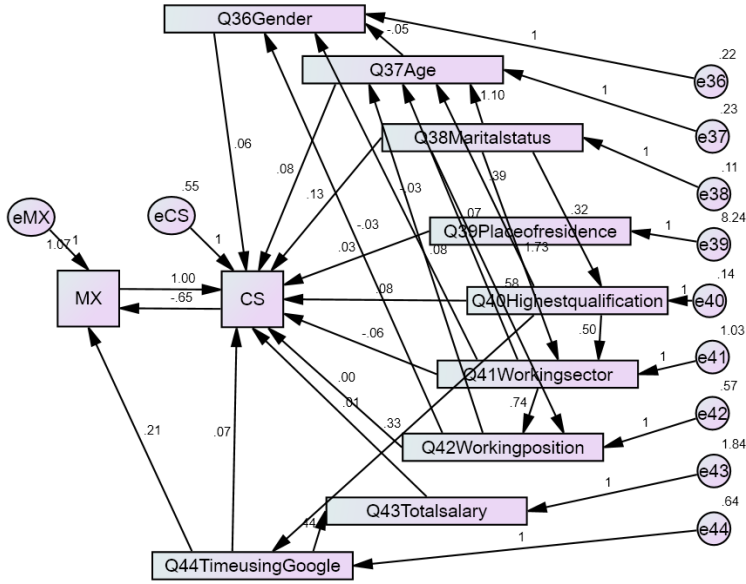 Q36Gender
-.05
1
.22
e36
Q37Age
1.10
1
.23
e37
.06
Q38Maritalstatus
1
.11
e38
.08
.13
.39
-.03
.32
.55
eMX
eCS
1
1.07
1
-.03
.03
.07
.08
Q39Placeofresidence
1
8.24
e39
1.73
MX
1.00
-.65
CS
.08
.58
Q40Highestqualification
1
.14
e40
.50
1.03
-.06
Q41Workingsector
1
e41
.00
.01
.74
.57
.33
Q42Workingposition
1
e42
.21
.07
1.84
Q43Totalsalary
1
e43
.44
.64
Q44TimeusingGoogle
1
e44